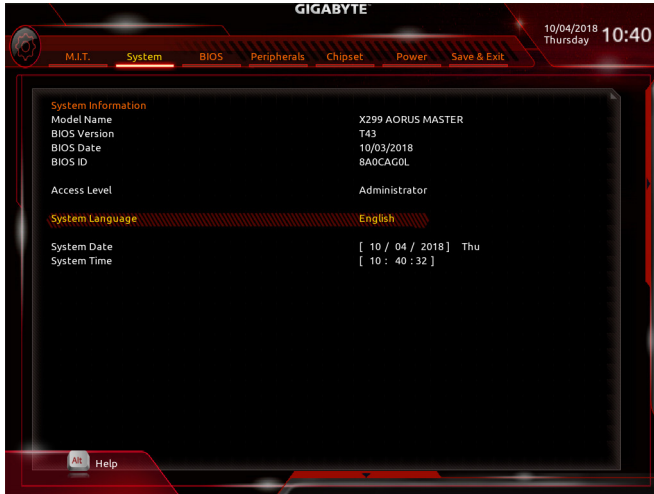 GIGABYTE
10/04/2018 Thursday 10:40
M.I.T. System BIOS Peripherals Chipset Power Save & Exit
System Information
Model Name X299 AORUS MASTER
BIOS Version T43
BIOS Date 10/03/2018
BIOS ID 8A0CAG0L
Access Level Administrator
System Language English
System Date [ 10 / 04 / 2018 ] Thu
System Time [ 10 : 40 : 32 ]
Alt Help